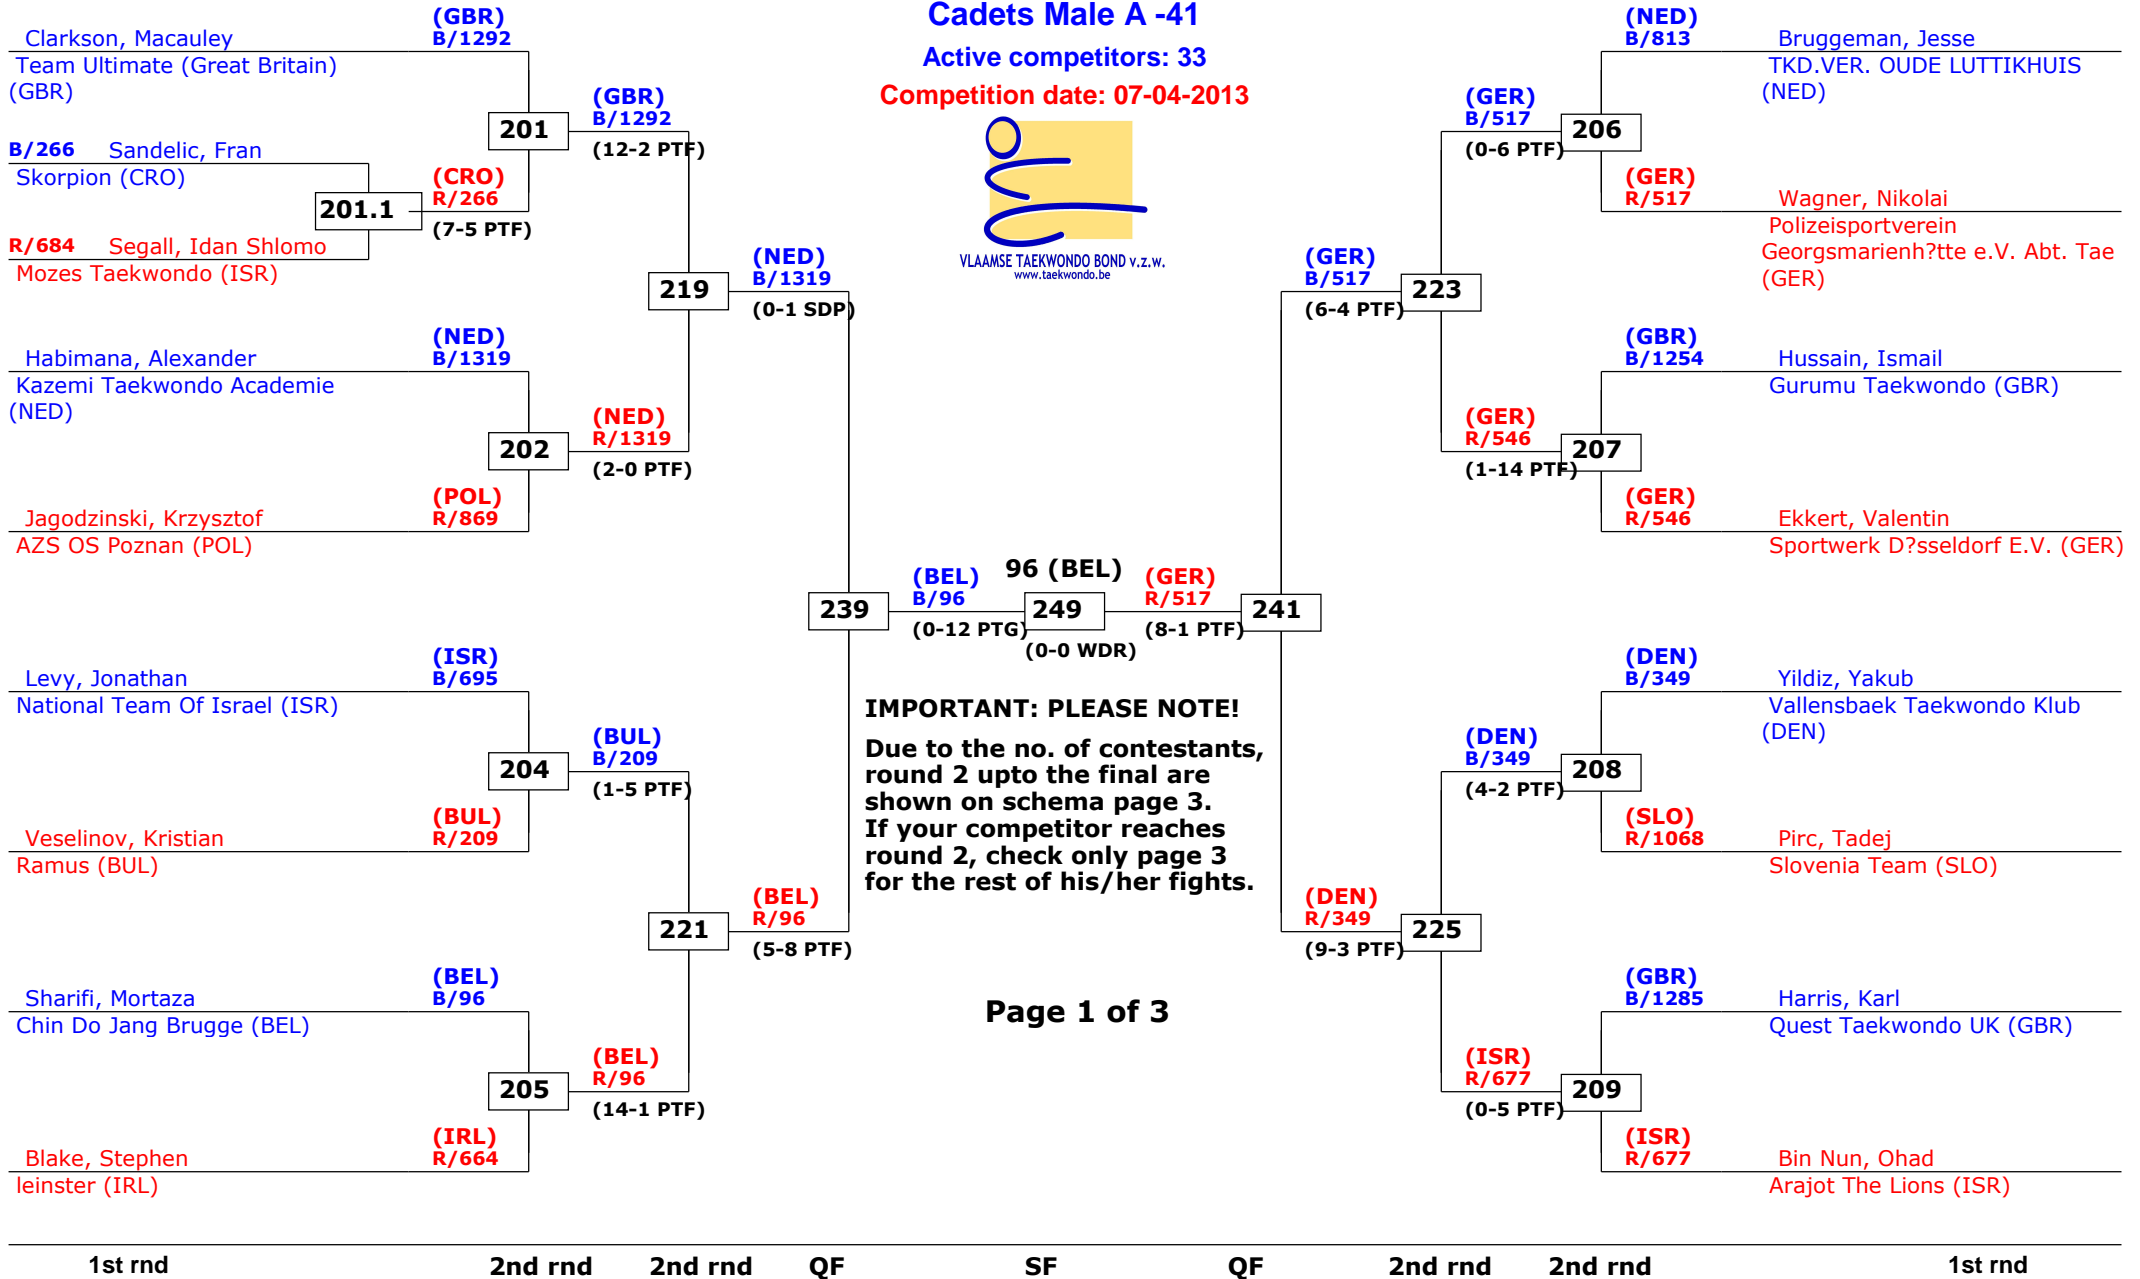 Cadets Male A -41
Active competitors: 33
Competition date: 07-04-2013
VLAAMSE TAEKWONDO BOND v.z.w.
www.taekwondo.be
Clarkson, Macauley
(GBR)
B/1292
Team Ultimate (Great Britain)
(GBR)
201
(GBR)
B/1292
(12-2 PTF)
B/266 Sandelic, Fran
Skorpion (CRO)
201.1
(CRO)
R/266
(7-5 PTF)
R/684 Segall, Idan Shlomo
Mozes Taekwondo (ISR)
219
(NED)
B/1319
(0-1 SDP)
Habimana, Alexander
(NED)
B/1319
Kazemi Taekwondo Academie
(NED)
202
(NED)
R/1319
(2-0 PTF)
Jagodzinski, Krzysztof
(POL)
R/869
AZS OS Poznan (POL)
239
(BEL)
B/96
(0-12 PTG)
96 (BEL)
249
(0-0 WDR)
(GER)
R/517
(8-1 PTF)
241
Levy, Jonathan
(ISR)
B/695
National Team Of Israel (ISR)
204
(BUL)
B/209
(1-5 PTF)
Veselinov, Kristian
(BUL)
R/209
Ramus (BUL)
221
(BEL)
R/96
(5-8 PTF)
Sharifi, Mortaza
(BEL)
B/96
Chin Do Jang Brugge (BEL)
205
(BEL)
R/96
(14-1 PTF)
Blake, Stephen
(IRL)
R/664
leinster (IRL)
IMPORTANT: PLEASE NOTE!
Due to the no. of contestants,
round 2 upto the final are
shown on schema page 3.
If your competitor reaches
round 2, check only page 3
for the rest of his/her fights.
Page 1 of 3
(NED)
B/813
Bruggeman, Jesse
TKD.VER. OUDE LUTTIKHUIS
(NED)
(GER)
B/517
(0-6 PTF)
206
(GER)
R/517
Wagner, Nikolai
Polizeisportverein
Georgsmarienh?tte e.V. Abt. Tae
(GER)
(GER)
B/517
(6-4 PTF)
223
(GBR)
B/1254
Hussain, Ismail
Gurumu Taekwondo (GBR)
(GER)
R/546
(1-14 PTF)
207
(GER)
R/546
Ekkert, Valentin
Sportwerk D?sseldorf E.V. (GER)
(DEN)
B/349
Yildiz, Yakub
Vallensbaek Taekwondo Klub
(DEN)
(DEN)
B/349
(4-2 PTF)
208
(SLO)
R/1068
Pirc, Tadej
Slovenia Team (SLO)
(DEN)
R/349
(9-3 PTF)
225
(GBR)
B/1285
Harris, Karl
Quest Taekwondo UK (GBR)
(ISR)
R/677
(0-5 PTF)
209
(ISR)
R/677
Bin Nun, Ohad
Arajot The Lions (ISR)
1st rnd 2nd rnd 2nd rnd QF SF QF 2nd rnd 2nd rnd 1st rnd